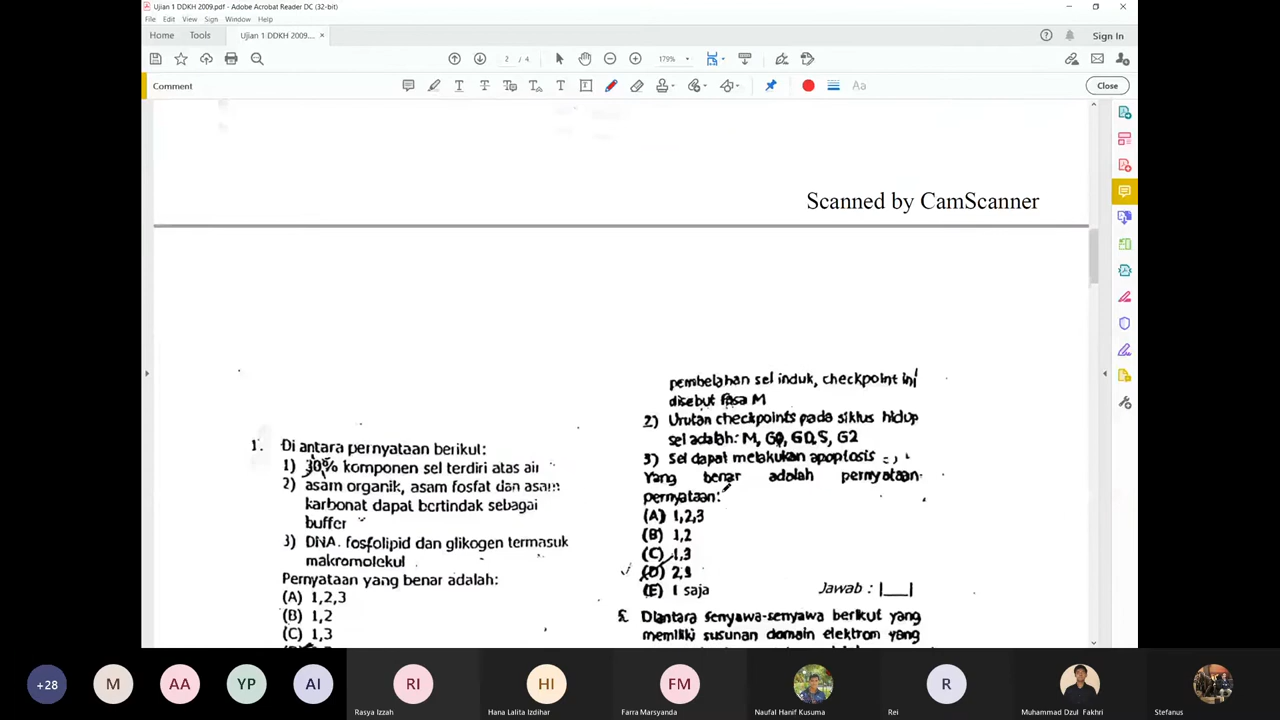 Ujian 1 DDKH 2009.pdf - Adobe Acrobat Reader DC (32-bit)
File Edit View Sign Window Help
Home Tools Ujian 1 DDKH 2009.... × Sign In
2 / 4 179%
Comment Aa Close
Scanned by CamScanner
1. Di antara pernyataan berikut:
1) 30% komponen sel terdiri atas air
2) asam organik, asam fosfat dan asam
karbonat dapat bertindak sebagai
buffer
3) DNA. fosfolipid dan glikogen termasuk
makromolekul
Pernyataan yang benar adalah:
(A) 1,2,3
(B) 1,2
(C) 1,3
pembelahan sel induk, checkpoint ini
disebut fasa M
2) Urutan checkpoints pada siklus hidup
sel adalah: M, G0, G0, S, G2
3) Sel dapat melakukan apoptosis
Yang benar adalah pernyataan
pernyataan:
(A) 1,2,3
(B) 1,2
(C) 1,3
(D) 2,3
(E) 1 saja Jawab : |___|
5. Diantara senyawa-senyawa berikut yang
memiliki susunan domain elektrom yang
+28 M AA YP AI RI HI FM R
Rasya Izzah Hana Lalita Izdihar Farra Marsyanda Naufal Hanif Kusuma Rei Muhammad Dzul Fakhri Stefanus